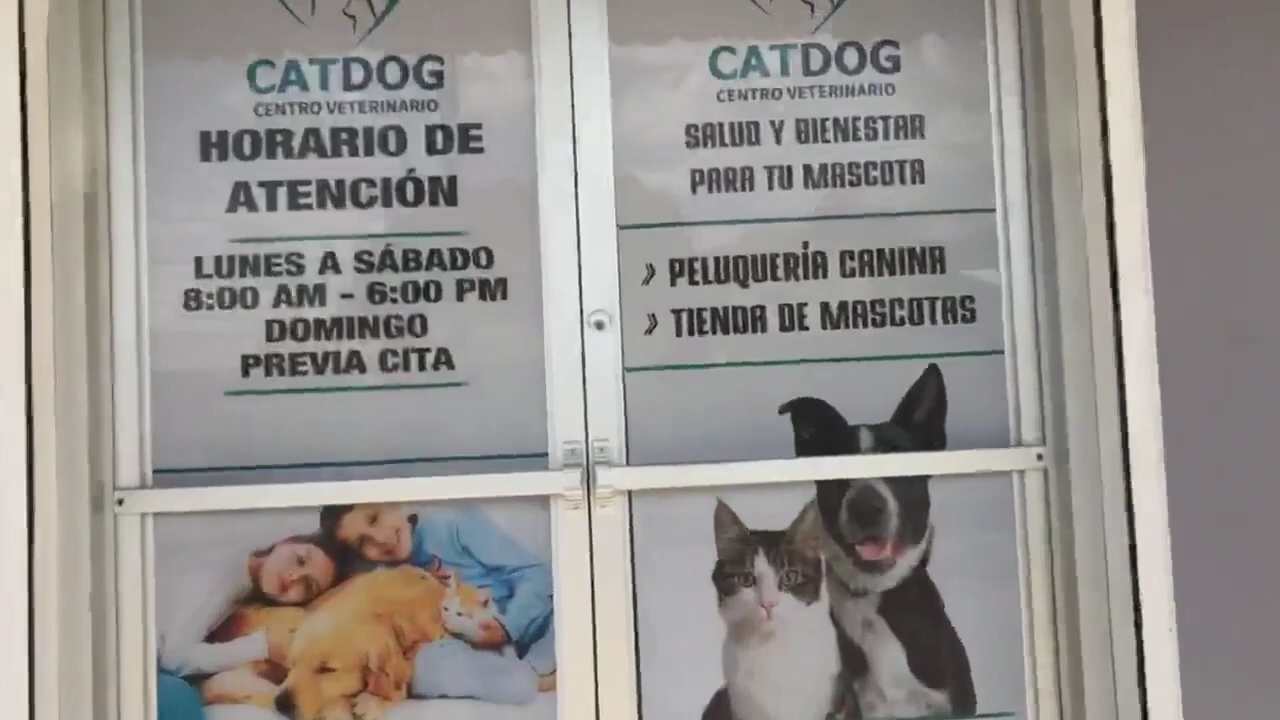 CATDOG
CENTRO VETERINARIO
HORARIO DE
ATENCIÓN
LUNES A SÁBADO
8:00 AM - 6:00 PM
DOMINGO
PREVIA CITA
CATDOG
CENTRO VETERINARIO
SALUD Y BIENESTAR
PARA TU MASCOTA
» PELUQUERÍA CANINA
» TIENDA DE MASCOTAS